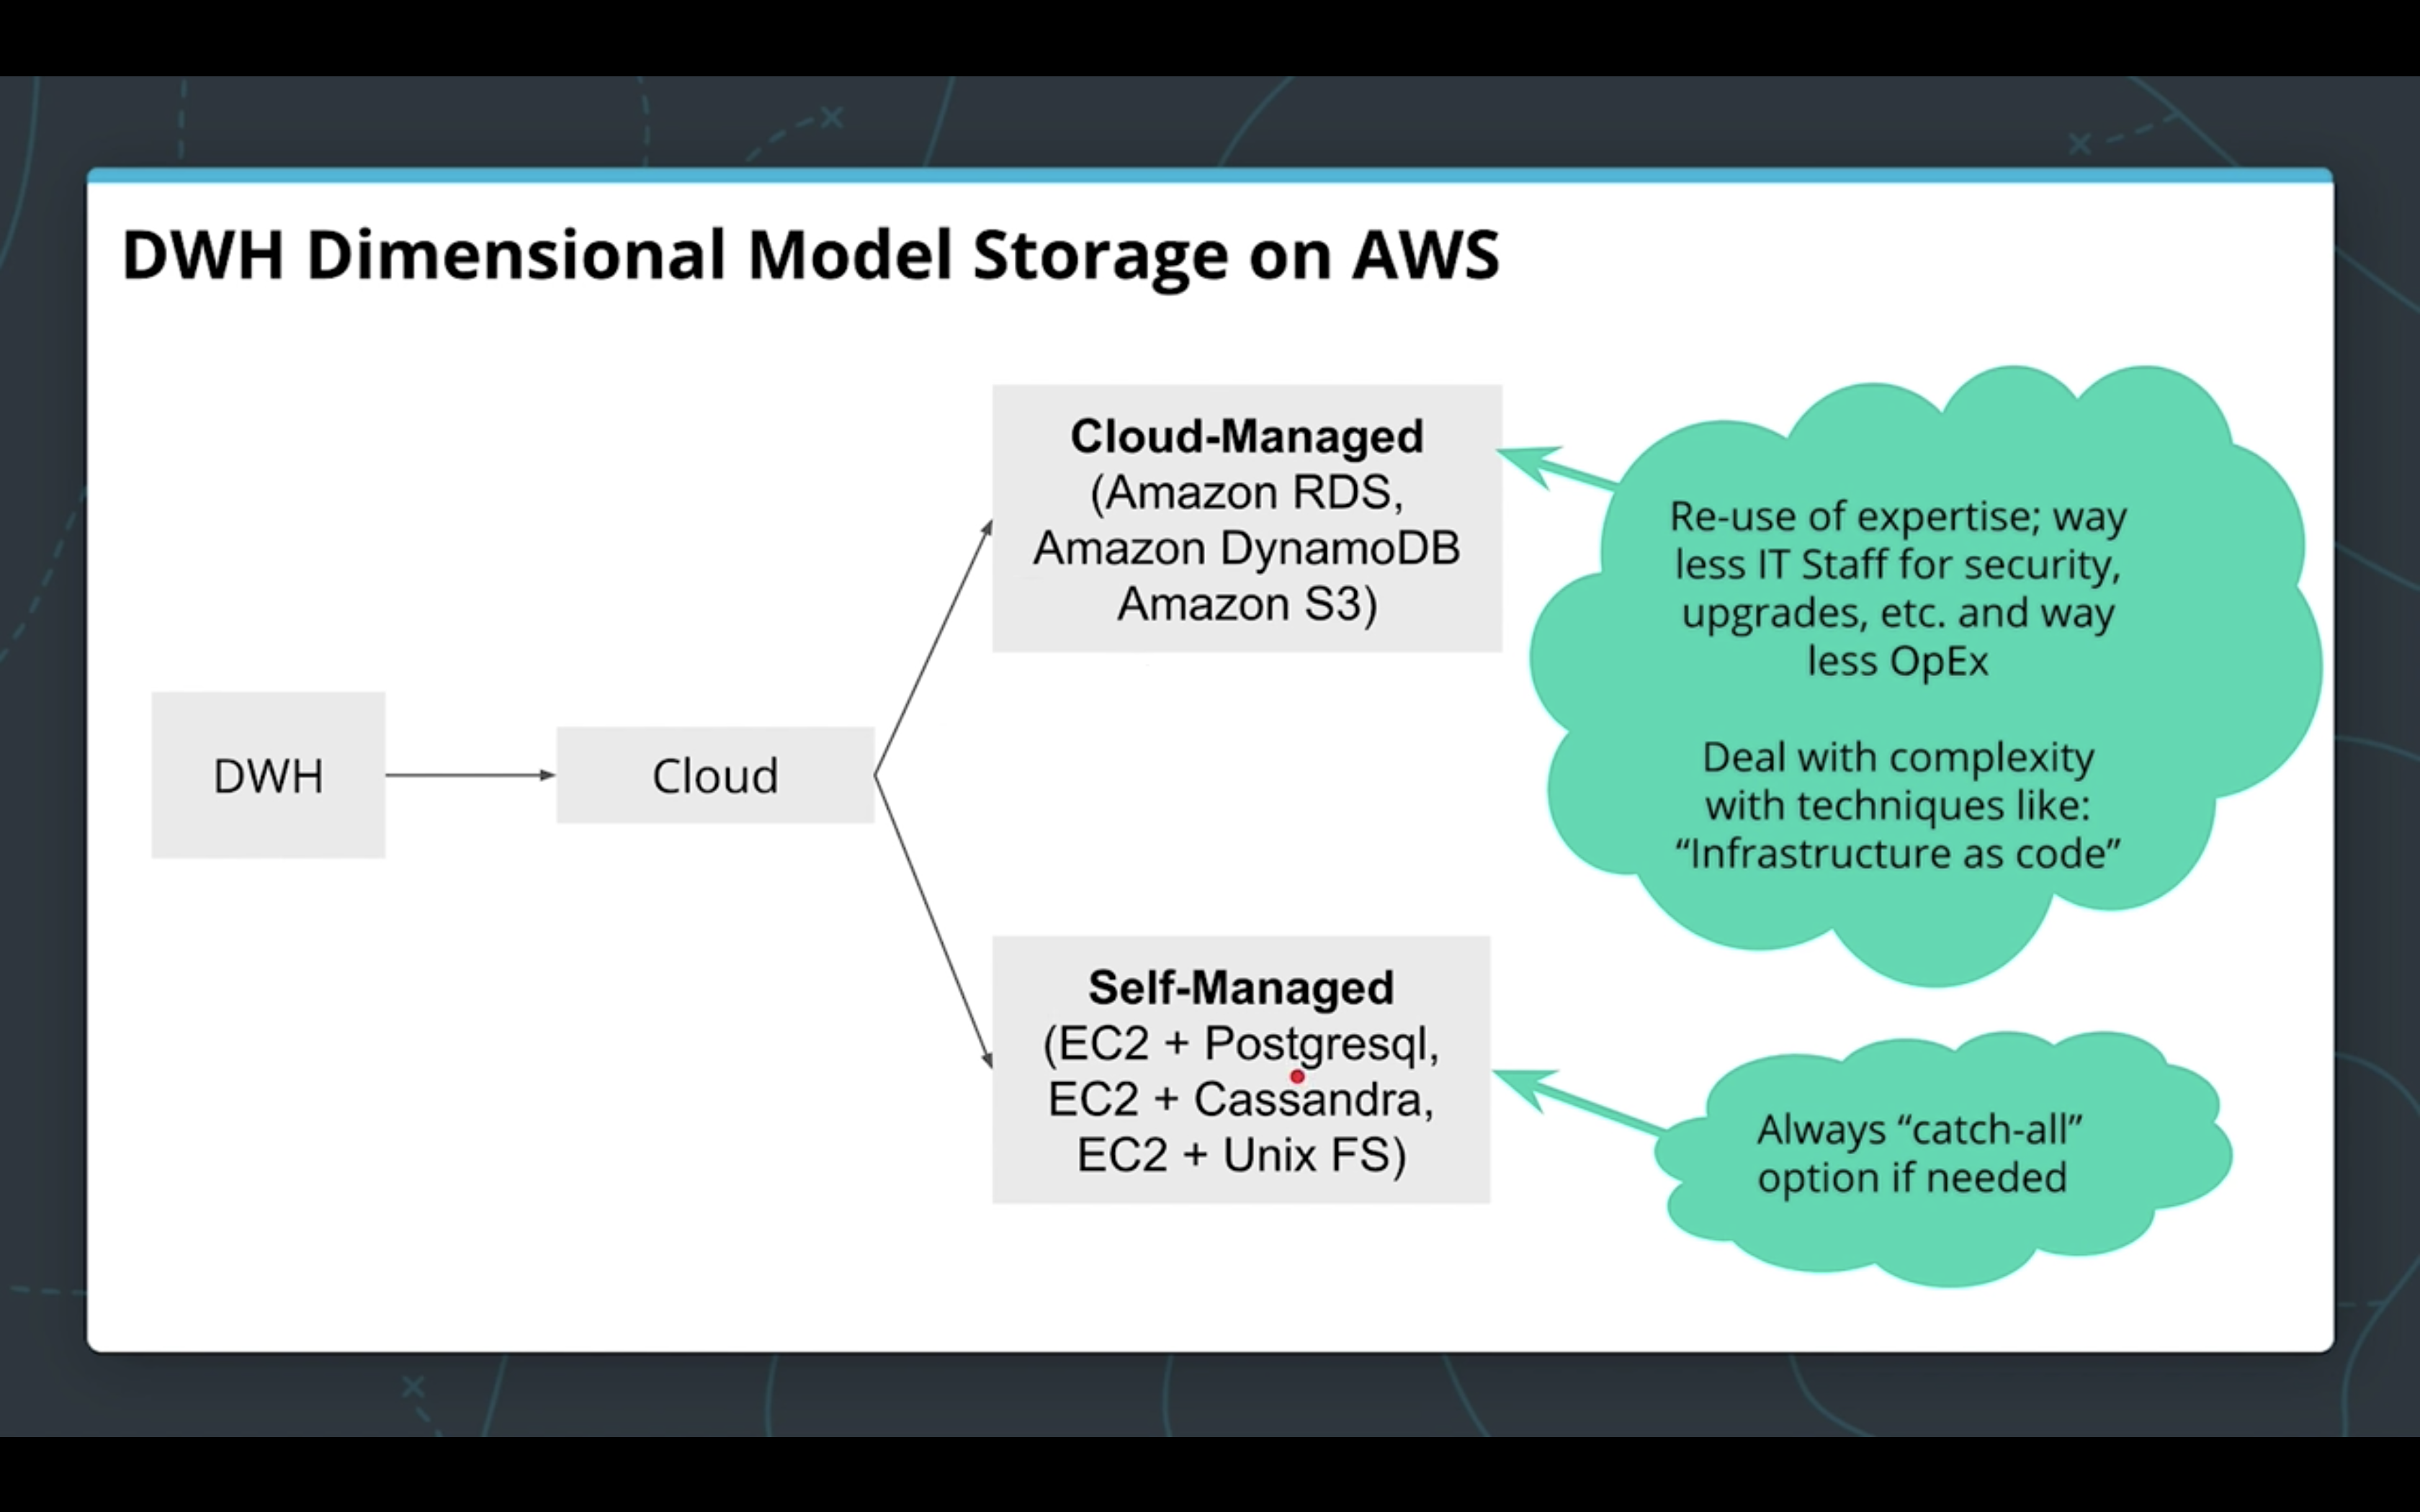 DWH Dimensional Model Storage on AWS
DWH
Cloud
Cloud-Managed
(Amazon RDS,
Amazon DynamoDB
Amazon S3)
Re-use of expertise; way
less IT Staff for security,
upgrades, etc. and way
less OpEx
Deal with complexity
with techniques like:
“Infrastructure as code”
Self-Managed
(EC2 + Postgresql,
EC2 + Cassandra,
EC2 + Unix FS)
Always “catch-all”
option if needed